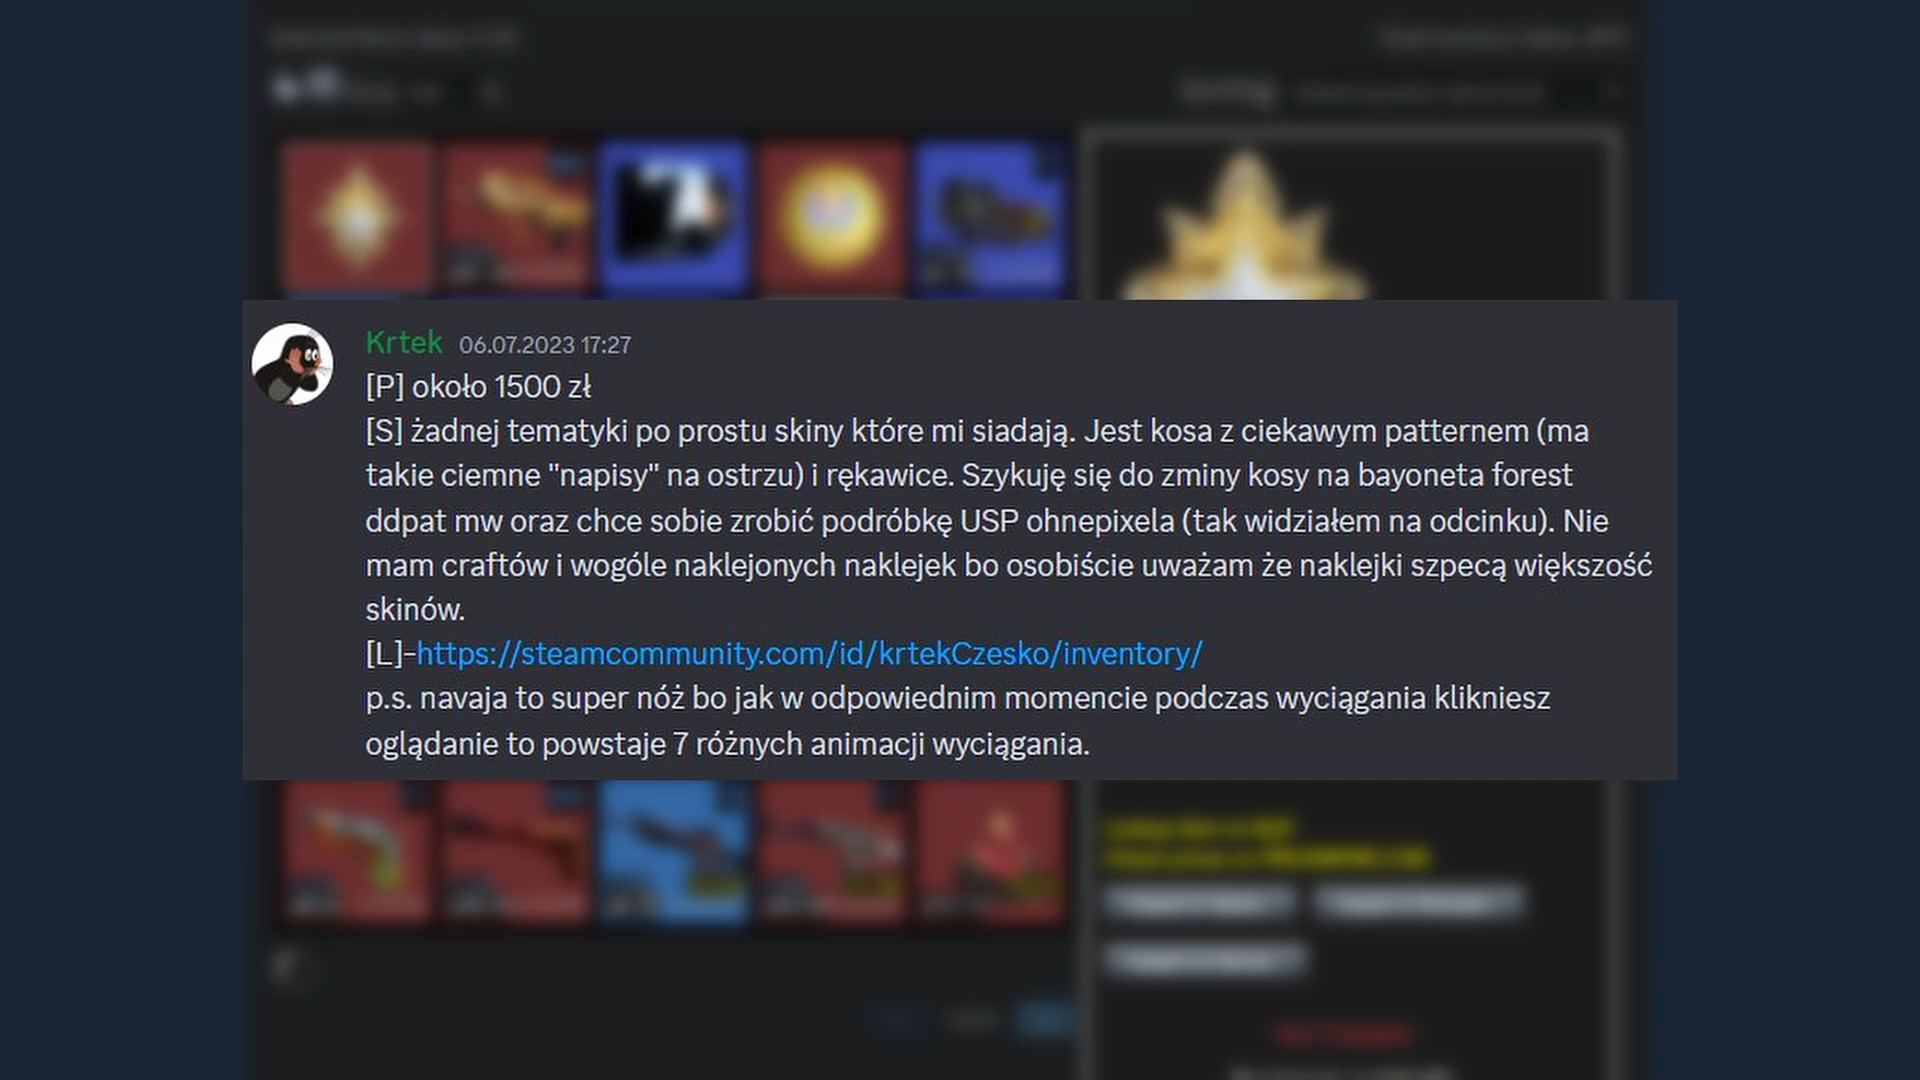 Krtek 06.07.2023 17:27
[P] około 1500 zł
[S] żadnej tematyki po prostu skiny które mi siadają. Jest kosa z ciekawym patternem (ma
takie ciemne "napisy" na ostrzu) i rękawice. Szykuję się do zminy kosy na bayoneta forest
ddpat mw oraz chce sobie zrobić podróbkę USP ohnepixela (tak widziałem na odcinku). Nie
mam craftów i wogóle naklejonych naklejek bo osobiście uważam że naklejki szpecą większość
skinów.
[L]-https://steamcommunity.com/id/krtekCzesko/inventory/
p.s. navaja to super nóż bo jak w odpowiednim momencie podczas wyciągania klikniesz
oglądanie to powstaje 7 różnych animacji wyciągania.